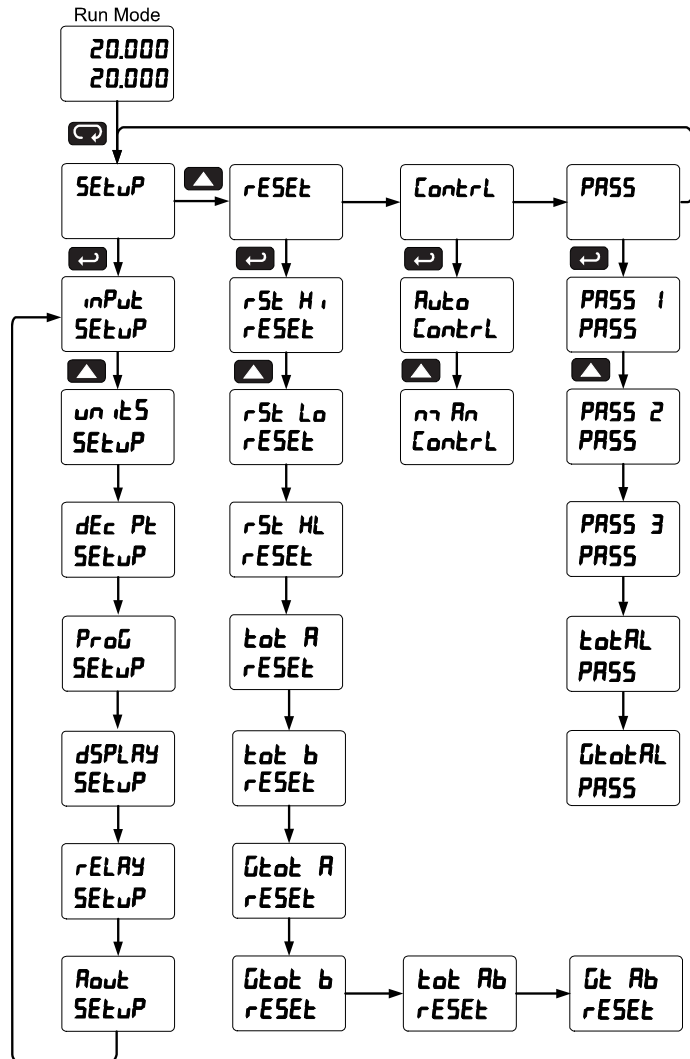 Run Mode
20.000
20.000
SEtuP
rESEt
ContrL
PASS
inPut
SEtuP
rSt Hi
rESEt
Auto
ContrL
PASS 1
PASS
unitS
SEtuP
rSt Lo
rESEt
mAn
ContrL
PASS 2
PASS
dEc Pt
SEtuP
rSt HL
rESEt
PASS 3
PASS
ProG
SEtuP
tot A
rESEt
totAL
PASS
dSPLAY
SEtuP
tot b
rESEt
GtotAL
PASS
rELAY
SEtuP
Gtot A
rESEt
Aout
SEtuP
Gtot b
rESEt
tot Ab
rESEt
Gt Ab
rESEt